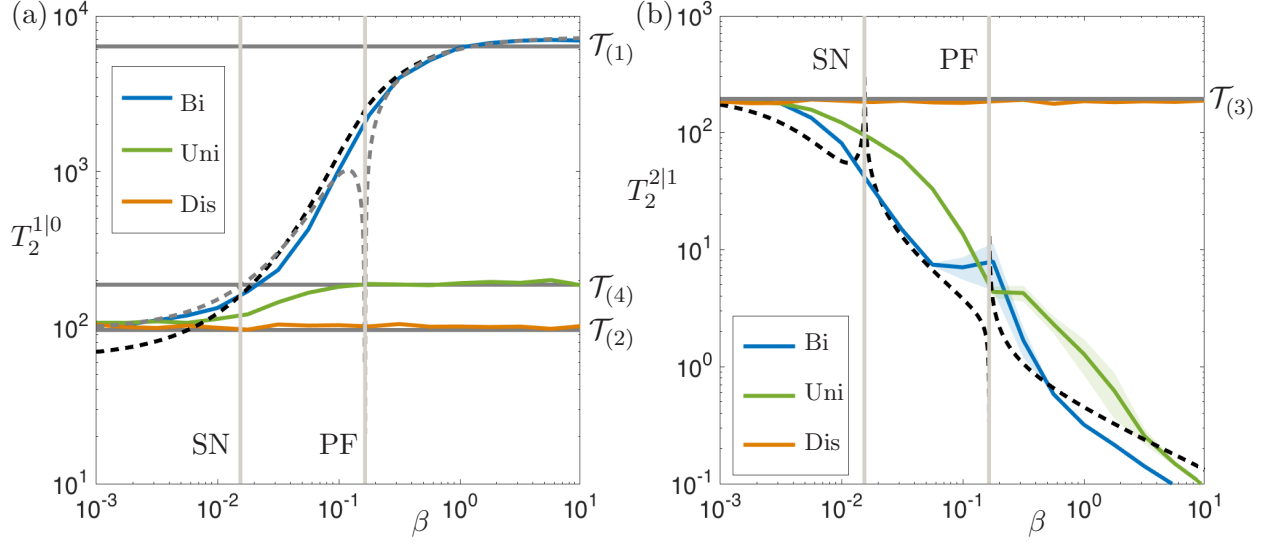 (a)
10^4
10^3
10^2
10^1
T_2^{1|0}
Bi
Uni
Dis
SN
PF
𝒯_(1)
𝒯_(4)
𝒯_(2)
10^-3
10^-2
10^-1
10^0
10^1
β
(b)
10^3
10^2
10^1
10^0
10^-1
T_2^{2|1}
SN
PF
𝒯_(3)
Bi
Uni
Dis
10^-3
10^-2
10^-1
10^0
10^1
β